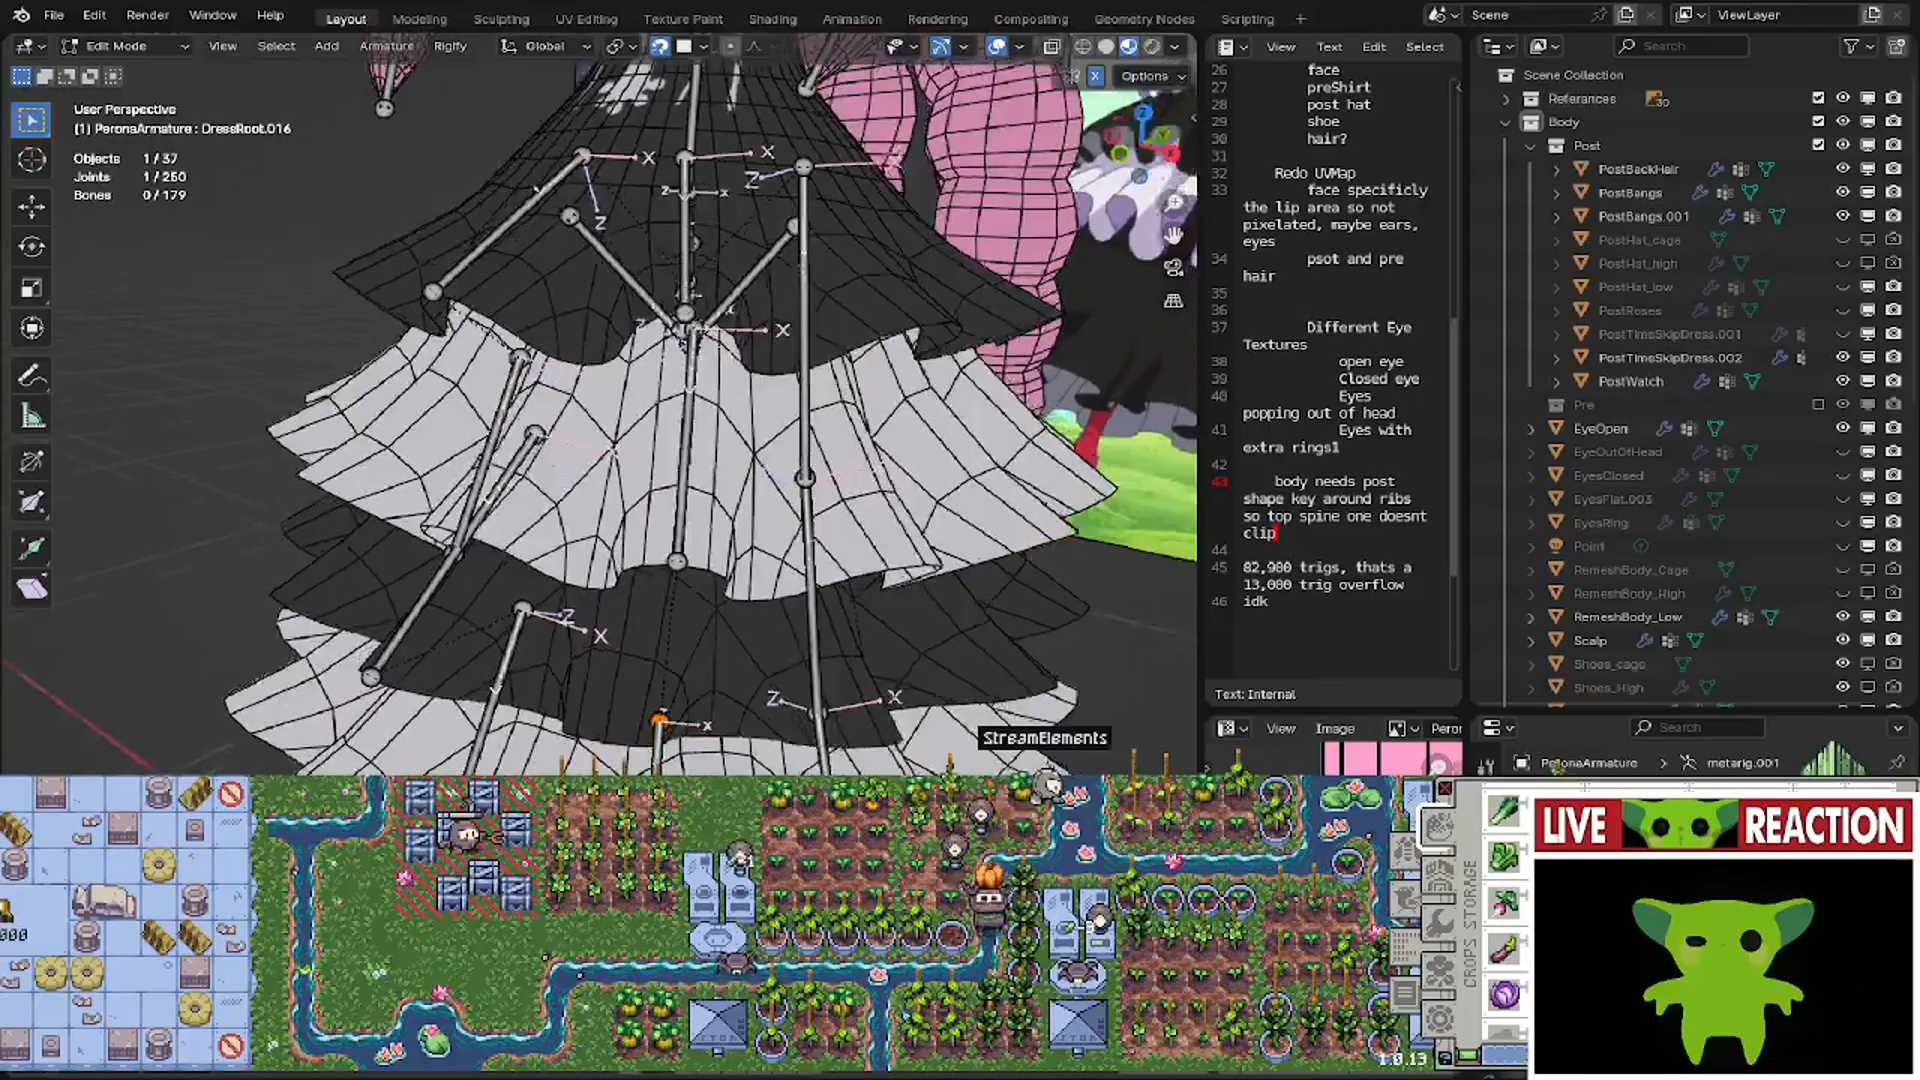 File Edit Render Window Help
Layout Modeling Sculpting UV Editing Texture Paint Shading Animation Rendering Compositing Geometry Nodes Scripting +
Scene
ViewLayer
Edit Mode View Select Add Armature Rigify
Global
Options
User Perspective
(1) PeronaArmature : DressRoot.016
Objects 1/37
Joints 1/250
Bones 0/179
View Text Edit Select
26 face
27 preShirt
28 post hat
29 shoe
30 hair?
31
32 Redo UVMap
33 face specificly
the lip area so not
pixelated, maybe ears,
eyes
34 psot and pre
hair
35
36
37 Different Eye
Textures
38 open eye
39 Closed eye
40 Eyes
popping out of head
41 Eyes with
extra rings1
42
43 body needs post
shape key around ribs
so top spine one doesnt
clip
44
45 82,900 trigs, thats a
13,000 trig overflow
46 idk
Text: Internal
View Image
Search
Scene Collection
Referances 30
Body
Post
PostBackHair
PostBangs
PostBangs.001
PostHat_cage
PostHat_high
PostHat_low
PostRoses
PostTimeSkipDress.001
PostTimeSkipDress.002
PostWatch
Pre
EyeOpen
EyeOutOfHead
EyesClosed
EyesFlat.003
EyesRing
Point
RemeshBody_Cage
RemeshBody_High
RemeshBody_Low
Scalp
Shoes_cage
Shoes_High
Search
PeronaArmature > metarig.001
StreamElements
CROPS STORAGE
1.0.13
LIVE REACTION